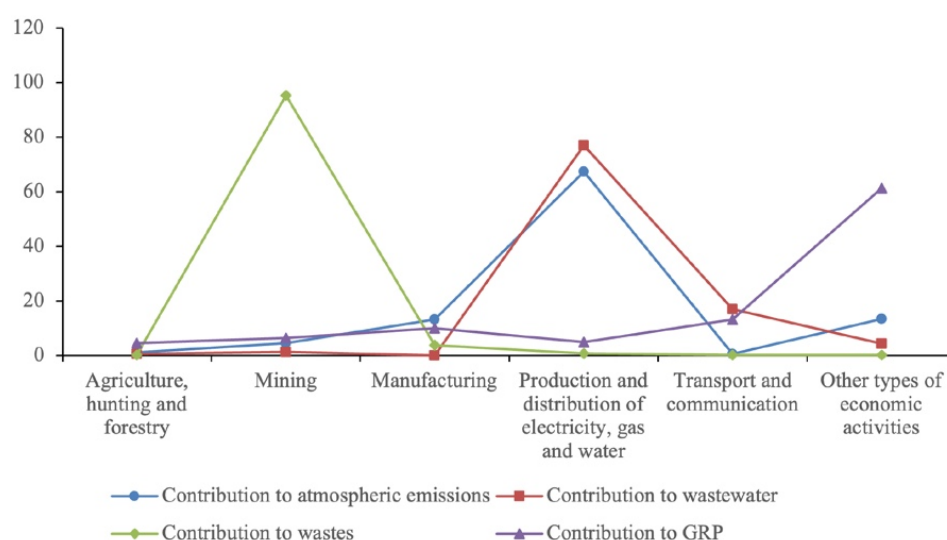 120
100
80
60
40
20
0
Agriculture, hunting and forestry
Mining
Manufacturing
Production and distribution of electricity, gas and water
Transport and communication
Other types of economic activities
Contribution to atmospheric emissions
Contribution to wastewater
Contribution to wastes
Contribution to GRP